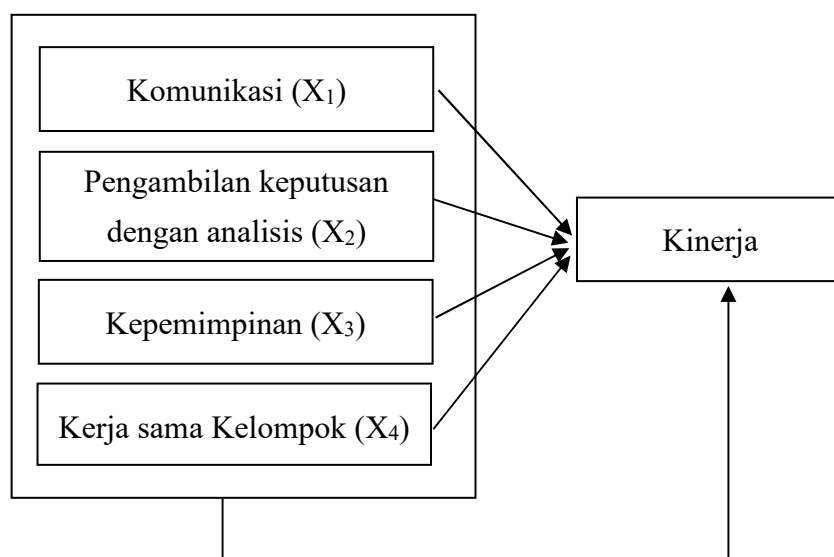 Komunikasi (X₁)
Pengambilan keputusan
dengan analisis (X₂)
Kepemimpinan (X₃)
Kerja sama Kelompok (X₄)
Kinerja